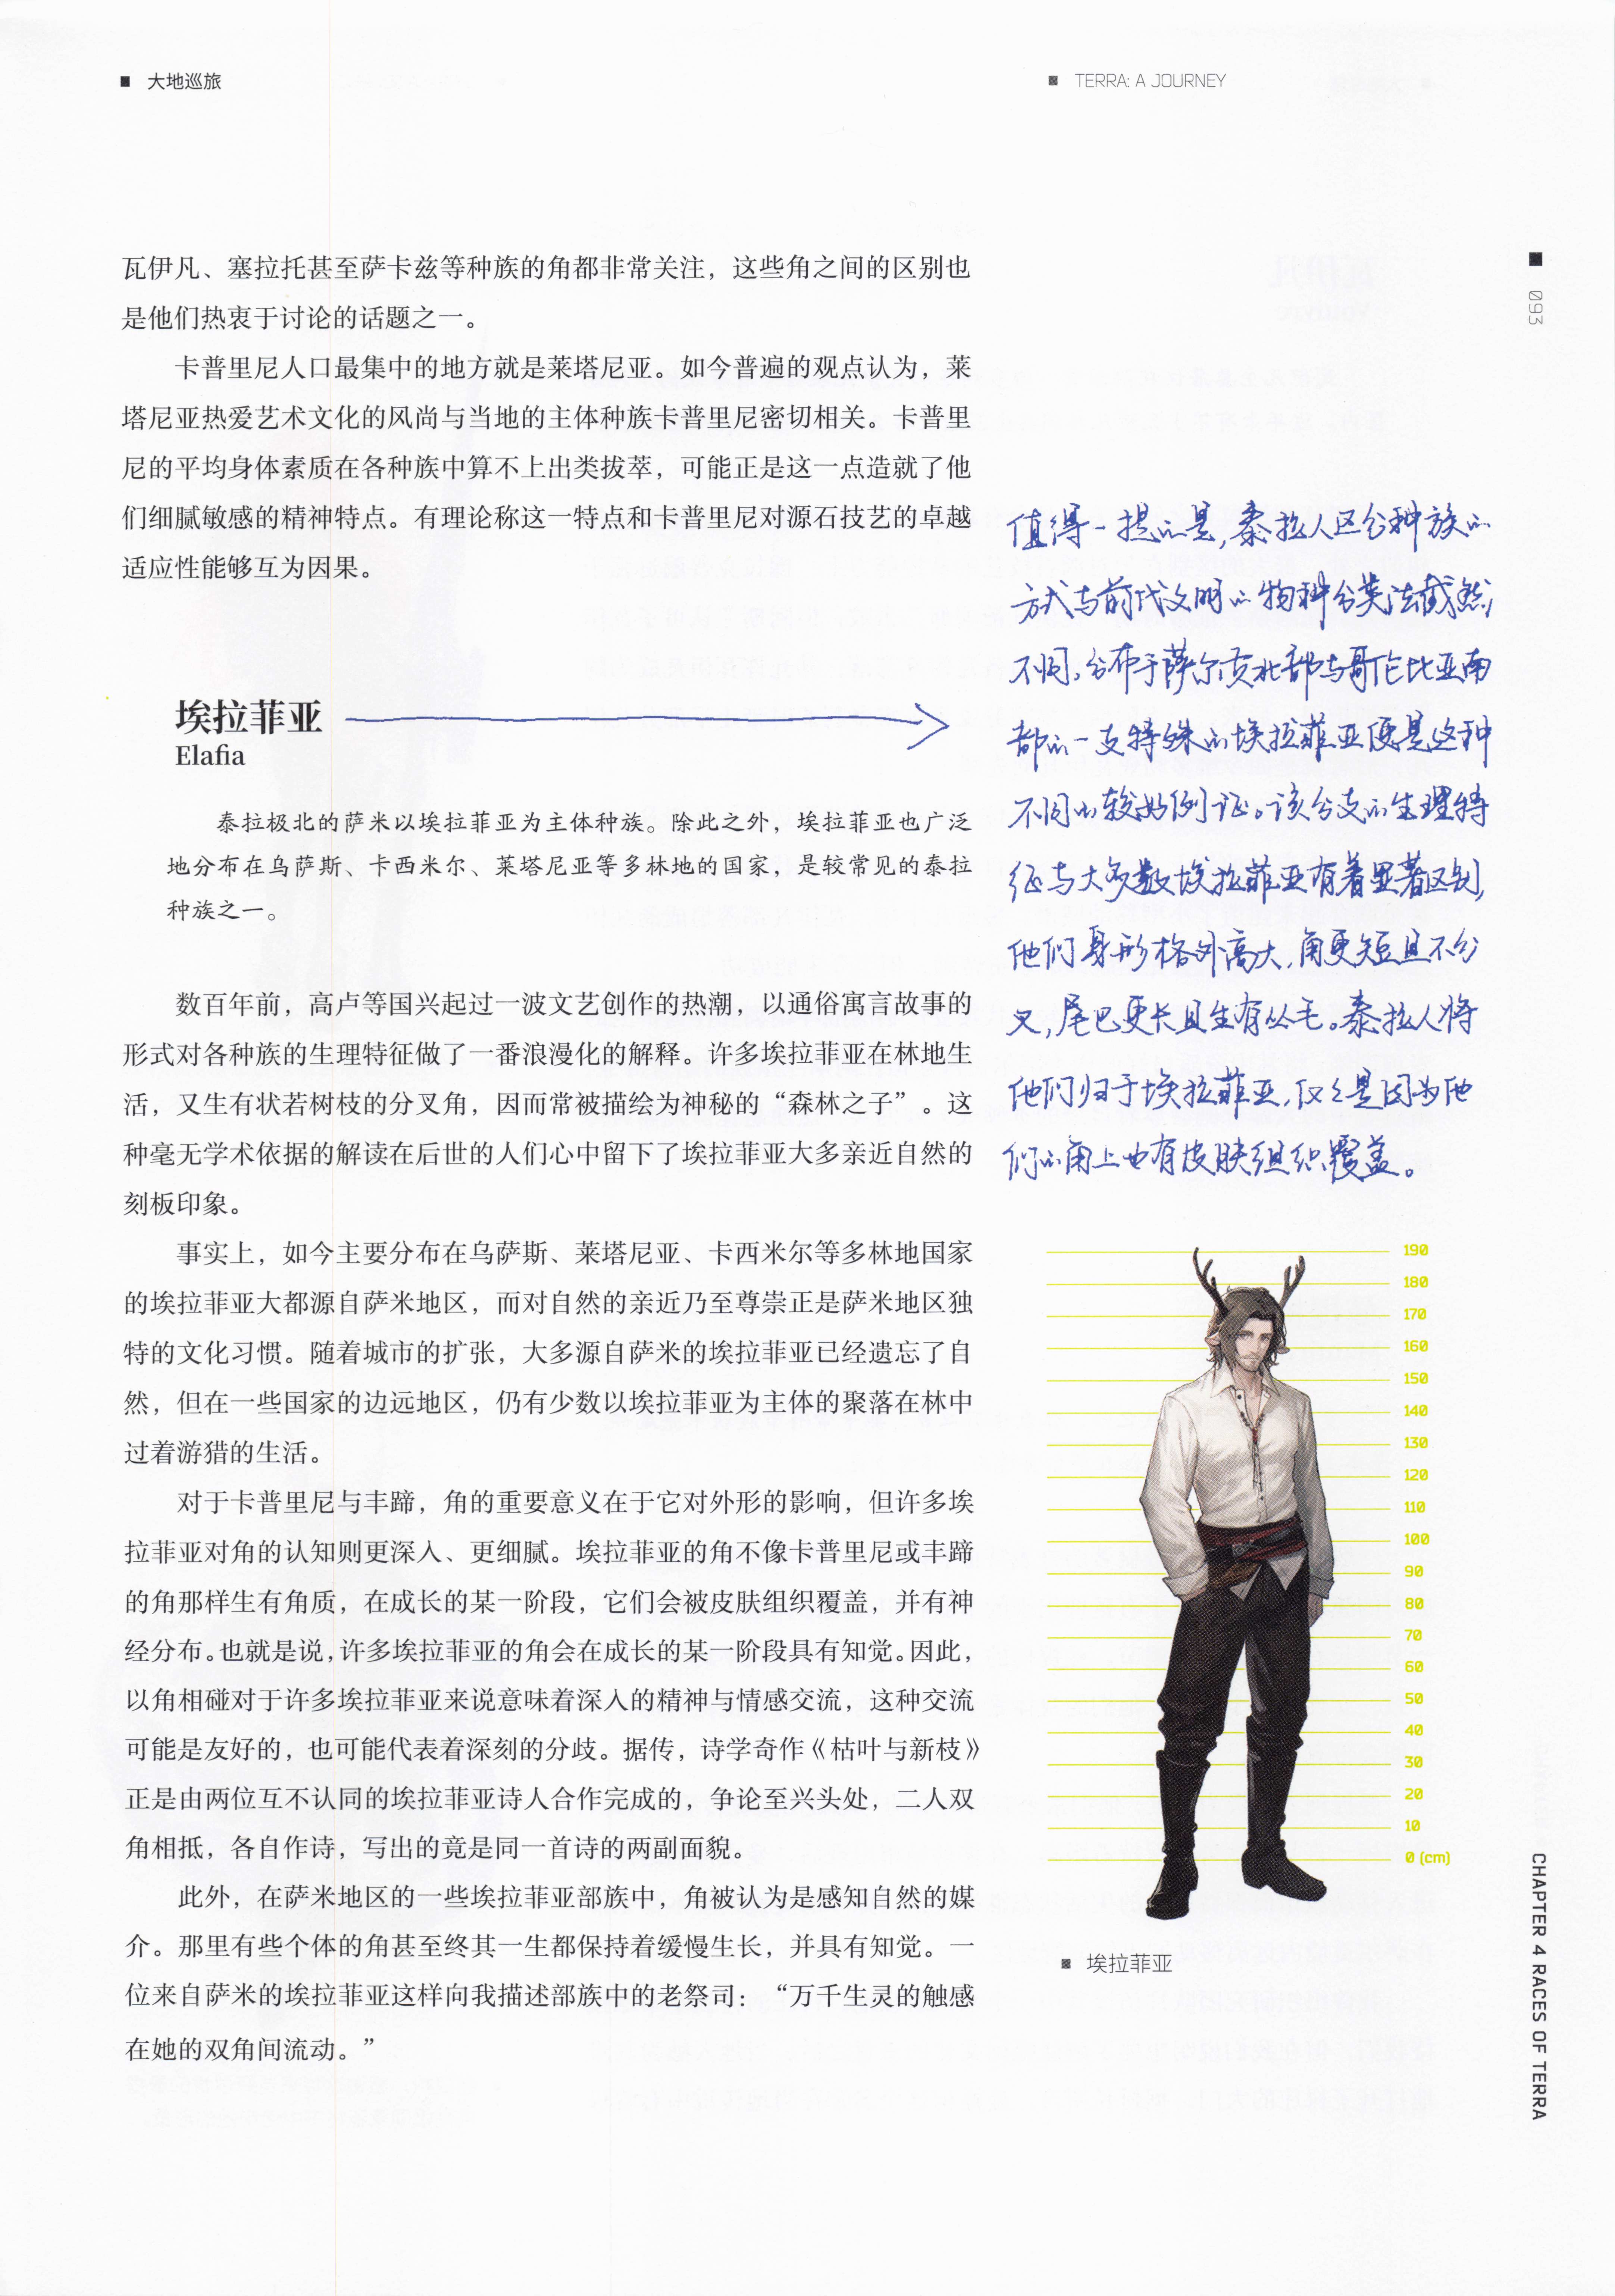 大地巡旅
TERRA: A JOURNEY
093
瓦伊凡、塞拉托甚至萨卡兹等种族的角都非常关注，这些角之间的区别也
是他们热衷于讨论的话题之一。
卡普里尼人口最集中的地方就是莱塔尼亚。如今普遍的观点认为，莱
塔尼亚热爱艺术文化的风尚与当地的主体种族卡普里尼密切相关。卡普里
尼的平均身体素质在各种族中算不上出类拔萃，可能正是这一点造就了他
们细腻敏感的精神特点。有理论称这一特点和卡普里尼对源石技艺的卓越
适应性能够互为因果。
埃拉菲亚
Elafia
泰拉极北的萨米以埃拉菲亚为主体种族。除此之外，埃拉菲亚也广泛
地分布在乌萨斯、卡西米尔、莱塔尼亚等多林地的国家，是较常见的泰拉
种族之一。
数百年前，高卢等国兴起过一波文艺创作的热潮，以通俗寓言故事的
形式对各种族的生理特征做了一番浪漫化的解释。许多埃拉菲亚在林地生
活，又生有状若树枝的分叉角，因而常被描绘为神秘的“森林之子”。这
种毫无学术依据的解读在后世的人们心中留下了埃拉菲亚大多亲近自然的
刻板印象。
事实上，如今主要分布在乌萨斯、莱塔尼亚、卡西米尔等多林地国家
的埃拉菲亚大都源自萨米地区，而对自然的亲近乃至尊崇正是萨米地区独
特的文化习惯。随着城市的扩张，大多源自萨米的埃拉菲亚已经遗忘了自
然，但在一些国家的边远地区，仍有少数以埃拉菲亚为主体的聚落在林中
过着游猎的生活。
对于卡普里尼与丰蹄，角的重要意义在于它对外形的影响，但许多埃
拉菲亚对角的认知则更深入、更细腻。埃拉菲亚的角不像卡普里尼或丰蹄
的角那样生有角质，在成长的某一阶段，它们会被皮肤组织覆盖，并有神
经分布。也就是说，许多埃拉菲亚的角会在成长的某一阶段具有知觉。因此，
以角相碰对于许多埃拉菲亚来说意味着深入的精神与情感交流，这种交流
可能是友好的，也可能代表着深刻的分歧。据传，诗学奇作《枯叶与新枝》
正是由两位互不认同的埃拉菲亚诗人合作完成的，争论至兴头处，二人双
角相抵，各自作诗，写出的竟是同一首诗的两副面貌。
此外，在萨米地区的一些埃拉菲亚部族中，角被认为是感知自然的媒
介。那里有些个体的角甚至终其一生都保持着缓慢生长，并具有知觉。一
位来自萨米的埃拉菲亚这样向我描述部族中的老祭司：“万千生灵的触感
在她的双角间流动。”
值得一提的是，泰拉人区分种族的
方式与前代文明的物种分类法截然
不同。分布于萨尔贡北部与哥伦比亚南
部的一支特殊的埃拉菲亚便是这种
不同的较好例证。该分支的生理特
征与大多数埃拉菲亚有着显著区别，
他们身形格外高大，角更短且不分
叉，尾巴更长且生有丛毛。泰拉人将
他们归于埃拉菲亚，仅仅是因为他
们的角上也有皮肤组织覆盖。
190
180
170
160
150
140
130
120
110
100
90
80
70
60
50
40
30
20
10
0 (cm)
埃拉菲亚
CHAPTER 4 RACES OF TERRA